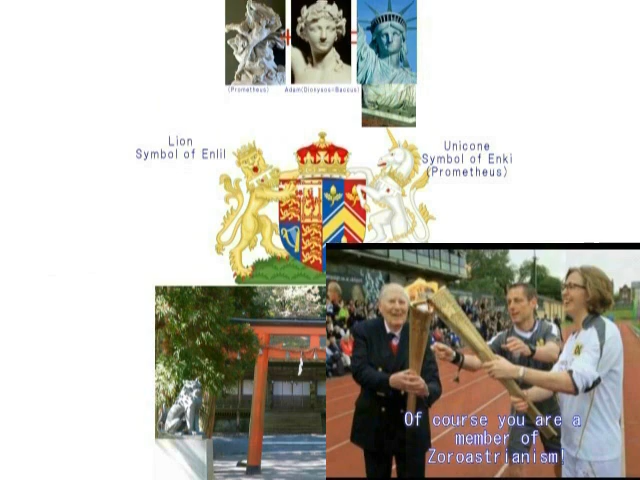 (Prometheus)
Adam(Dionysos=Baccus)
Lion
Symbol of Enlil
Unicone
Symbol of Enki
(Prometheus)
Of course you are a
member of
Zoroastrianism!